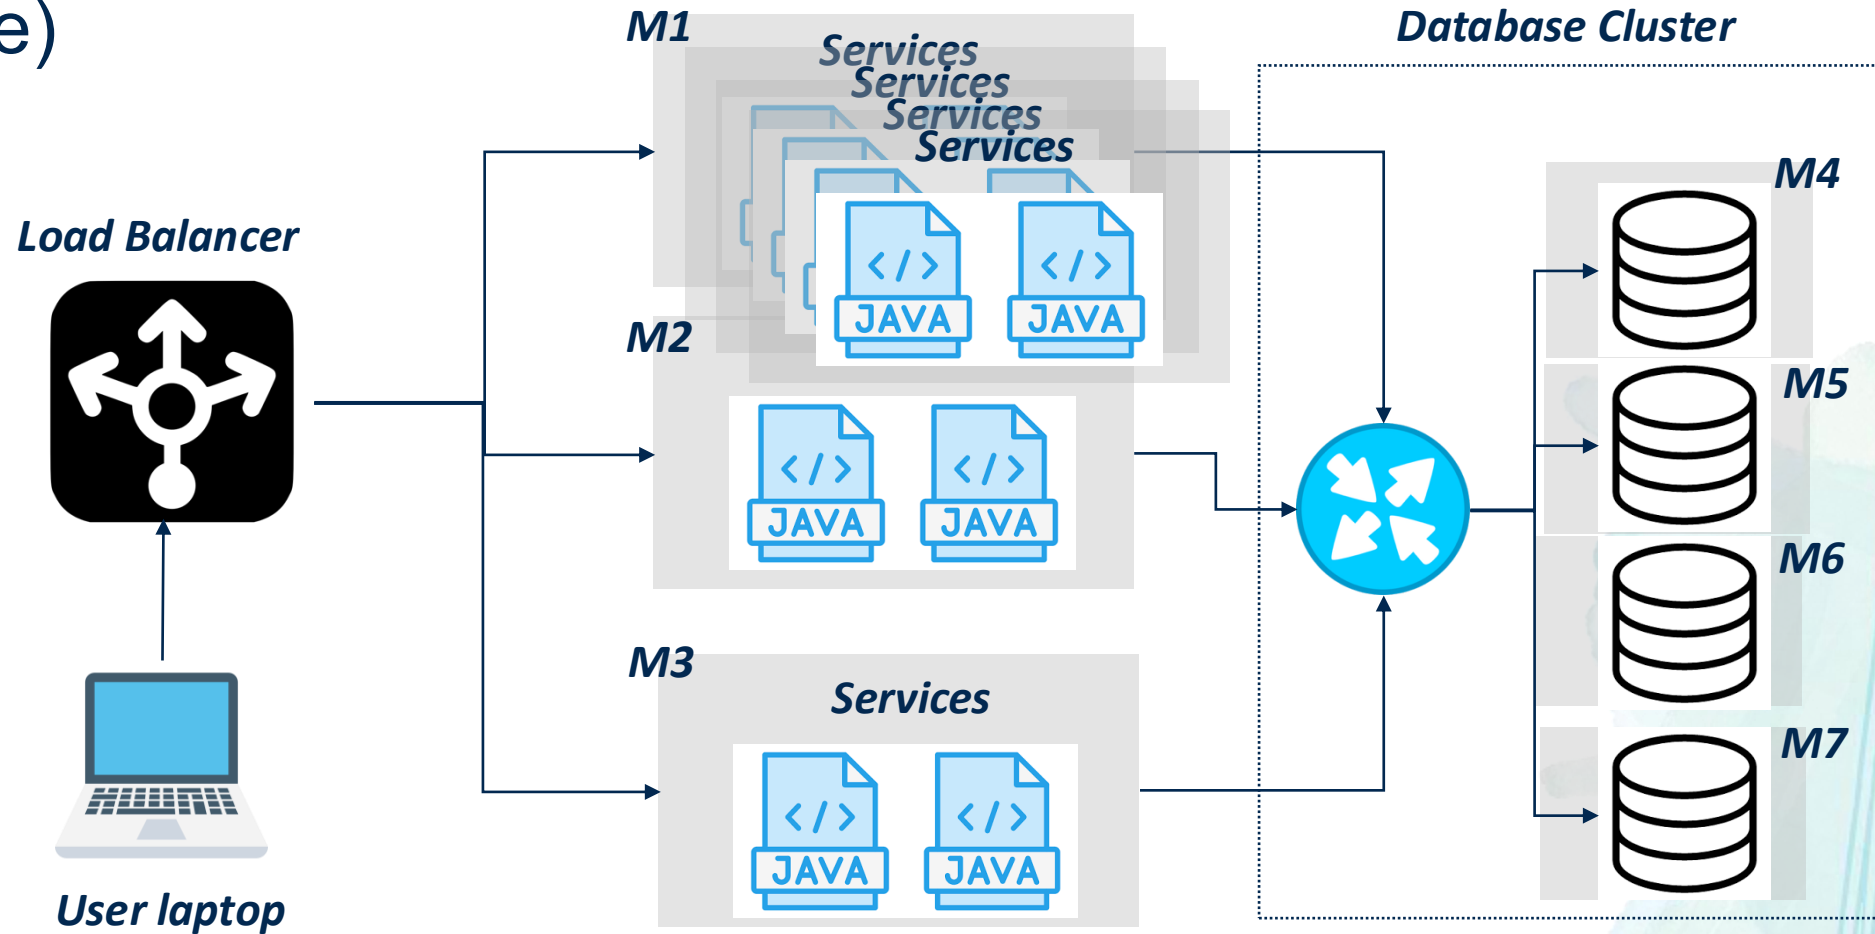 e)
M1
Database Cluster
Services
Services
Services
Services
M4
Load Balancer
JAVA
JAVA
M2
M5
JAVA
JAVA
M6
M3
Services
M7
JAVA
JAVA
User laptop